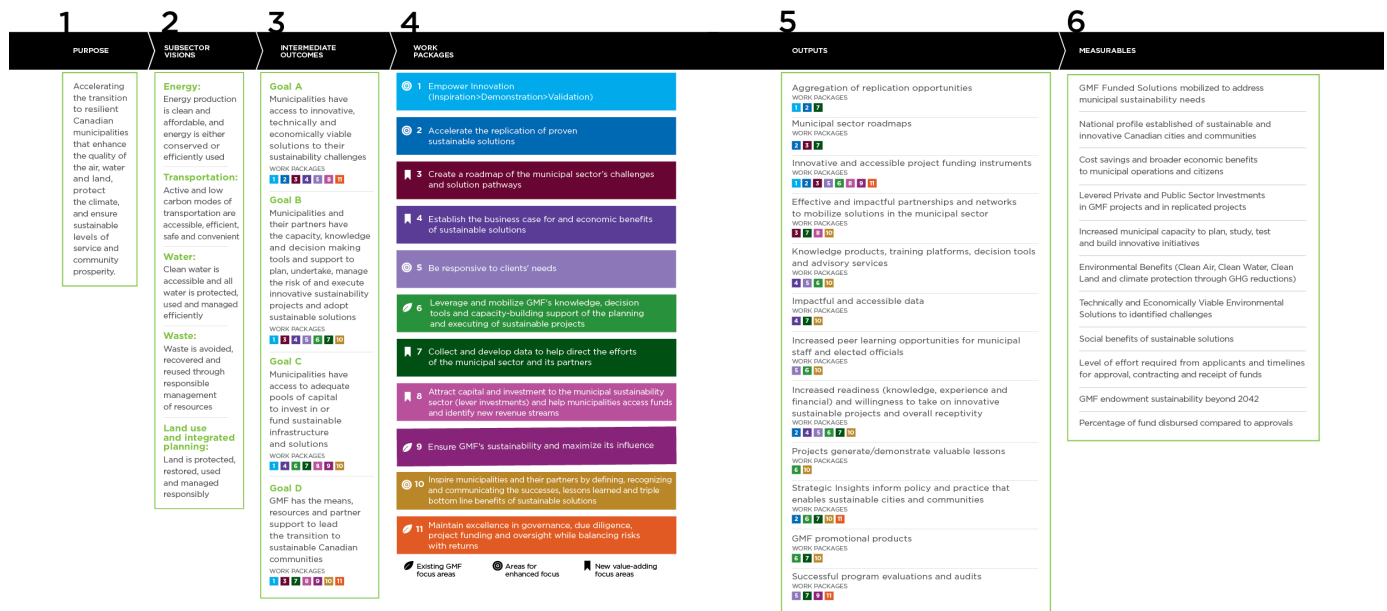 1
PURPOSE
Accelerating
the transition
to resilient
Canadian
municipalities
that enhance
the quality of
the air, water
and land,
protect
the climate,
and ensure
sustainable
levels of
service and
community
prosperity.
2
SUBSECTOR
VISIONS
Energy:
Energy production
is clean and
affordable, and
energy is either
conserved or
efficiently used
Transportation:
Active and low
carbon modes of
transportation are
accessible, efficient,
safe and convenient
Water:
Clean water is
accessible and all
water is protected,
used and managed
efficiently
Waste:
Waste is avoided,
recovered and
reused through
responsible
management
of resources
Land use
and integrated
planning:
Land is protected,
restored, used
and managed
responsibly
3
INTERMEDIATE
OUTCOMES
Goal A
Municipalities have
access to innovative,
technically and
economically viable
solutions to their
sustainability challenges
WORK PACKAGES
1 2 3 4 5 8 11
Goal B
Municipalities and
their partners have
the capacity, knowledge
and decision making
tools and support to
plan, undertake, manage
the risk of and execute
innovative sustainability
projects and adopt
sustainable solutions
WORK PACKAGES
1 3 4 5 6 7 10
Goal C
Municipalities have
access to adequate
pools of capital
to invest in or
fund sustainable
infrastructure
and solutions
WORK PACKAGES
1 4 6 7 8 9 10
Goal D
GMF has the means,
resources and partner
support to lead
the transition to
sustainable Canadian
communities
WORK PACKAGES
1 3 7 8 9 10 11
4
WORK
PACKAGES
1 Empower Innovation
(Inspiration>Demonstration>Validation)
2 Accelerate the replication of proven
sustainable solutions
3 Create a roadmap of the municipal sector's challenges
and solution pathways
4 Establish the business case for and economic benefits
of sustainable solutions
5 Be responsive to clients' needs
6 Leverage and mobilize GMF's knowledge, decision
tools and capacity-building support of the planning
and executing of sustainable projects
7 Collect and develop data to help direct the efforts
of the municipal sector and its partners
8 Attract capital and investment to the municipal sustainability
sector (lever investments) and help municipalities access funds
and identify new revenue streams
9 Ensure GMF's sustainability and maximize its influence
10 Inspire municipalities and their partners by defining, recognizing
and communicating the successes, lessons learned and triple
bottom line benefits of sustainable solutions
11 Maintain excellence in governance, due diligence,
project funding and oversight while balancing risks
with returns
Existing GMF
focus areas
Areas for
enhanced focus
New value-adding
focus areas
5
OUTPUTS
Aggregation of replication opportunities
WORK PACKAGES
1 2 7
Municipal sector roadmaps
WORK PACKAGES
2 3 7
Innovative and accessible project funding instruments
WORK PACKAGES
1 2 3 5 6 8 9 11
Effective and impactful partnerships and networks
to mobilize solutions in the municipal sector
WORK PACKAGES
3 7 8 10
Knowledge products, training platforms, decision tools
and advisory services
WORK PACKAGES
4 5 6 10
Impactful and accessible data
WORK PACKAGES
4 7 10
Increased peer learning opportunities for municipal
staff and elected officials
WORK PACKAGES
5 6 10
Increased readiness (knowledge, experience and
financial) and willingness to take on innovative
sustainable projects and overall receptivity
WORK PACKAGES
2 4 5 6 7 10
Projects generate/demonstrate valuable lessons
WORK PACKAGES
6 10
Strategic Insights inform policy and practice that
enables sustainable cities and communities
WORK PACKAGES
2 6 7 10 11
GMF promotional products
WORK PACKAGES
6 7 10
Successful program evaluations and audits
WORK PACKAGES
5 7 9 11
6
MEASURABLES
GMF Funded Solutions mobilized to address
municipal sustainability needs
National profile established of sustainable and
innovative Canadian cities and communities
Cost savings and broader economic benefits
to municipal operations and citizens
Levered Private and Public Sector Investments
in GMF projects and in replicated projects
Increased municipal capacity to plan, study, test
and build innovative initiatives
Environmental Benefits (Clean Air, Clean Water, Clean
Land and climate protection through GHG reductions)
Technically and Economically Viable Environmental
Solutions to identified challenges
Social benefits of sustainable solutions
Level of effort required from applicants and timelines
for approval, contracting and receipt of funds
GMF endowment sustainability beyond 2042
Percentage of fund disbursed compared to approvals